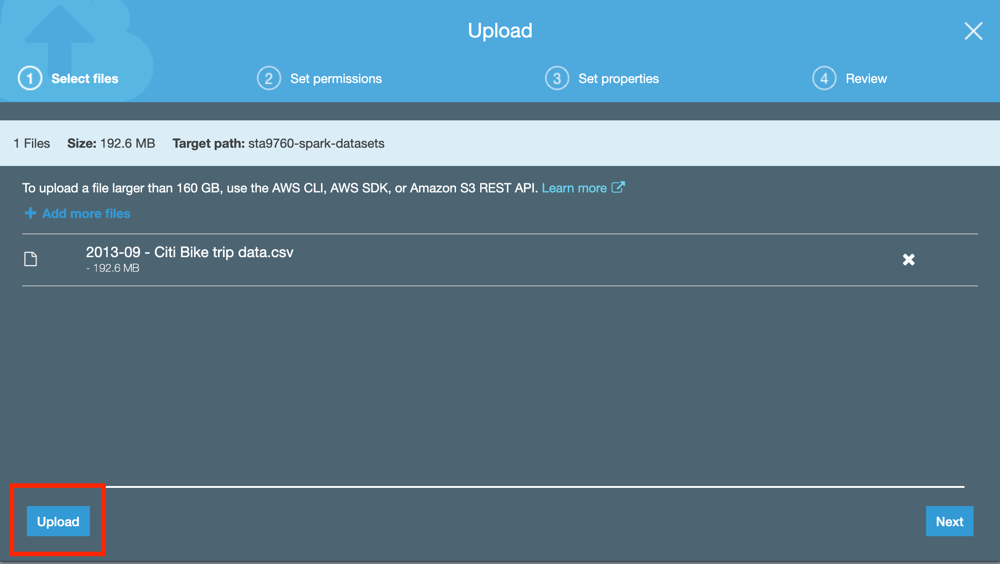 Upload
1 Select files 2 Set permissions 3 Set properties 4 Review
1 Files Size: 192.6 MB Target path: sta9760-spark-datasets
To upload a file larger than 160 GB, use the AWS CLI, AWS SDK, or Amazon S3 REST API. Learn more
Add more files
2013-09 - Citi Bike trip data.csv
- 192.6 MB
Upload Next